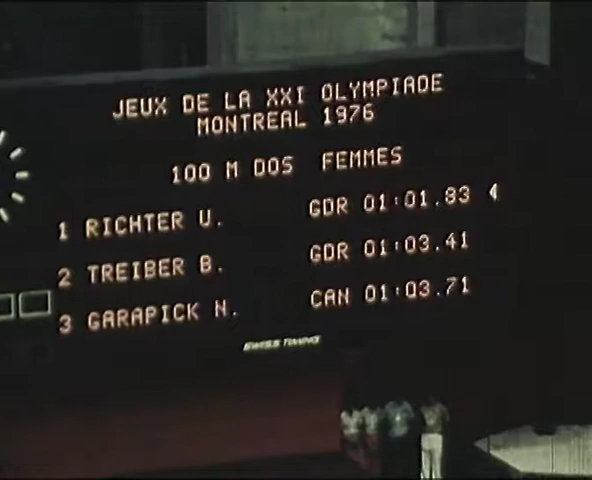 JEUX DE LA XXI OLYMPIADE
MONTREAL 1976
100 M DOS FEMMES
1 RICHTER U. GDR 01:01.83
2 TREIBER B. GDR 01:03.41
3 GARAPICK N. CAN 01:03.71
SWISS TIMING